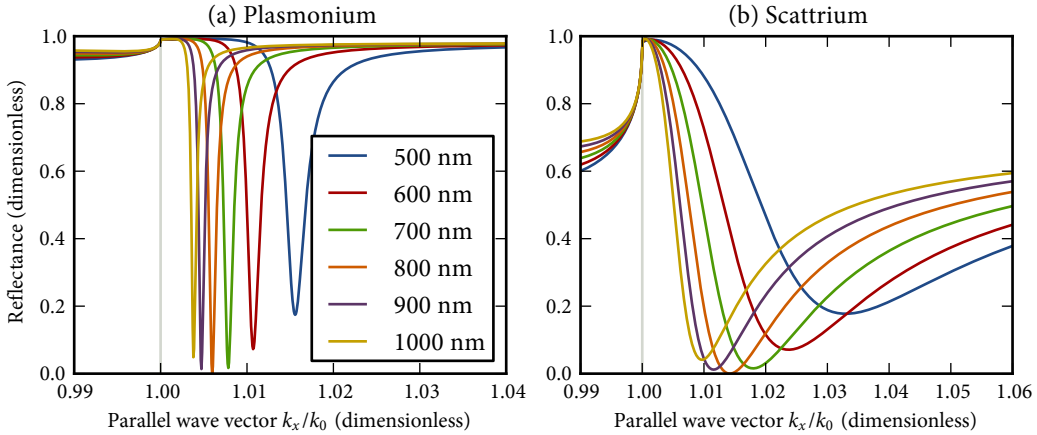 (a) Plasmonium
(b) Scattrium
Reflectance (dimensionless)
1.0
0.8
0.6
0.4
0.2
0.0
500 nm
600 nm
700 nm
800 nm
900 nm
1000 nm
0.99 1.00 1.01 1.02 1.03 1.04
Parallel wave vector kₓ/k₀ (dimensionless)
1.0
0.8
0.6
0.4
0.2
0.0
0.99 1.00 1.01 1.02 1.03 1.04 1.05 1.06
Parallel wave vector kₓ/k₀ (dimensionless)